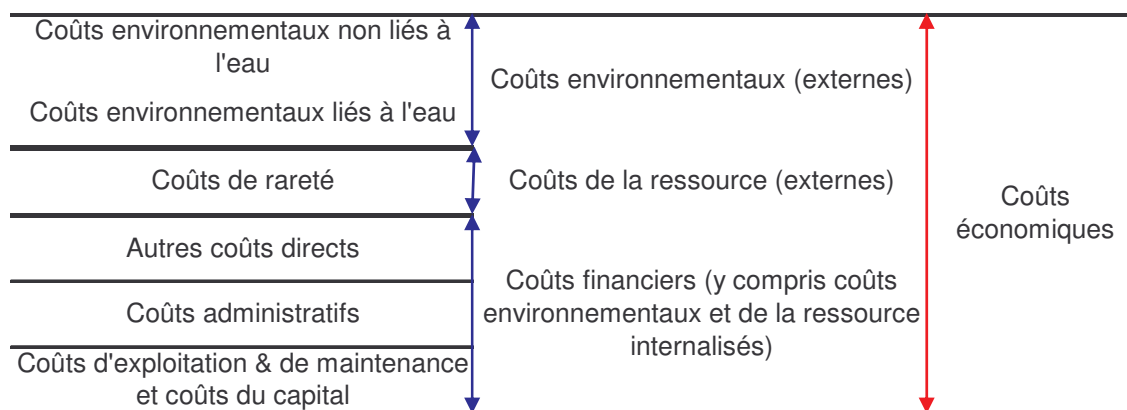 Coûts environnementaux non liés à
l'eau
Coûts environnementaux liés à l'eau
Coûts de rareté
Autres coûts directs
Coûts administratifs
Coûts d'exploitation & de maintenance
et coûts du capital
Coûts environnementaux (externes)
Coûts de la ressource (externes)
Coûts financiers (y compris coûts
environnementaux et de la ressource
internalisés)
Coûts
économiques